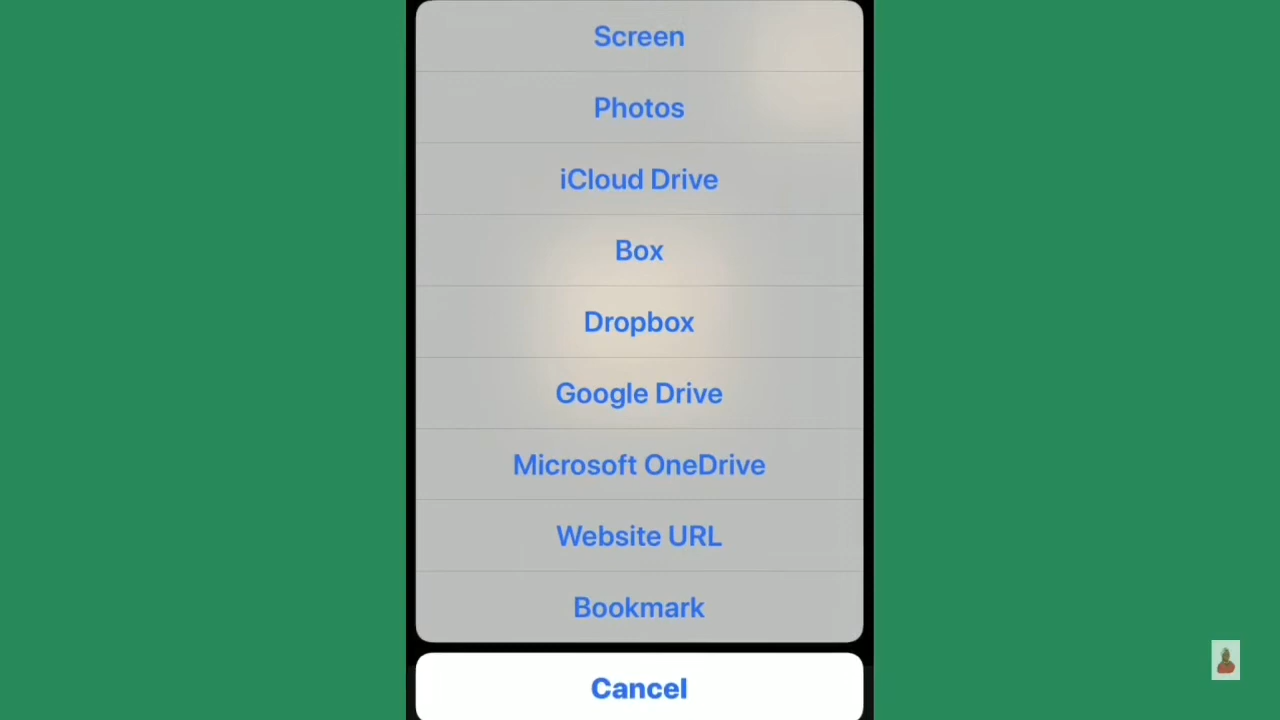 Screen
Photos
iCloud Drive
Box
Dropbox
Google Drive
Microsoft OneDrive
Website URL
Bookmark
Cancel